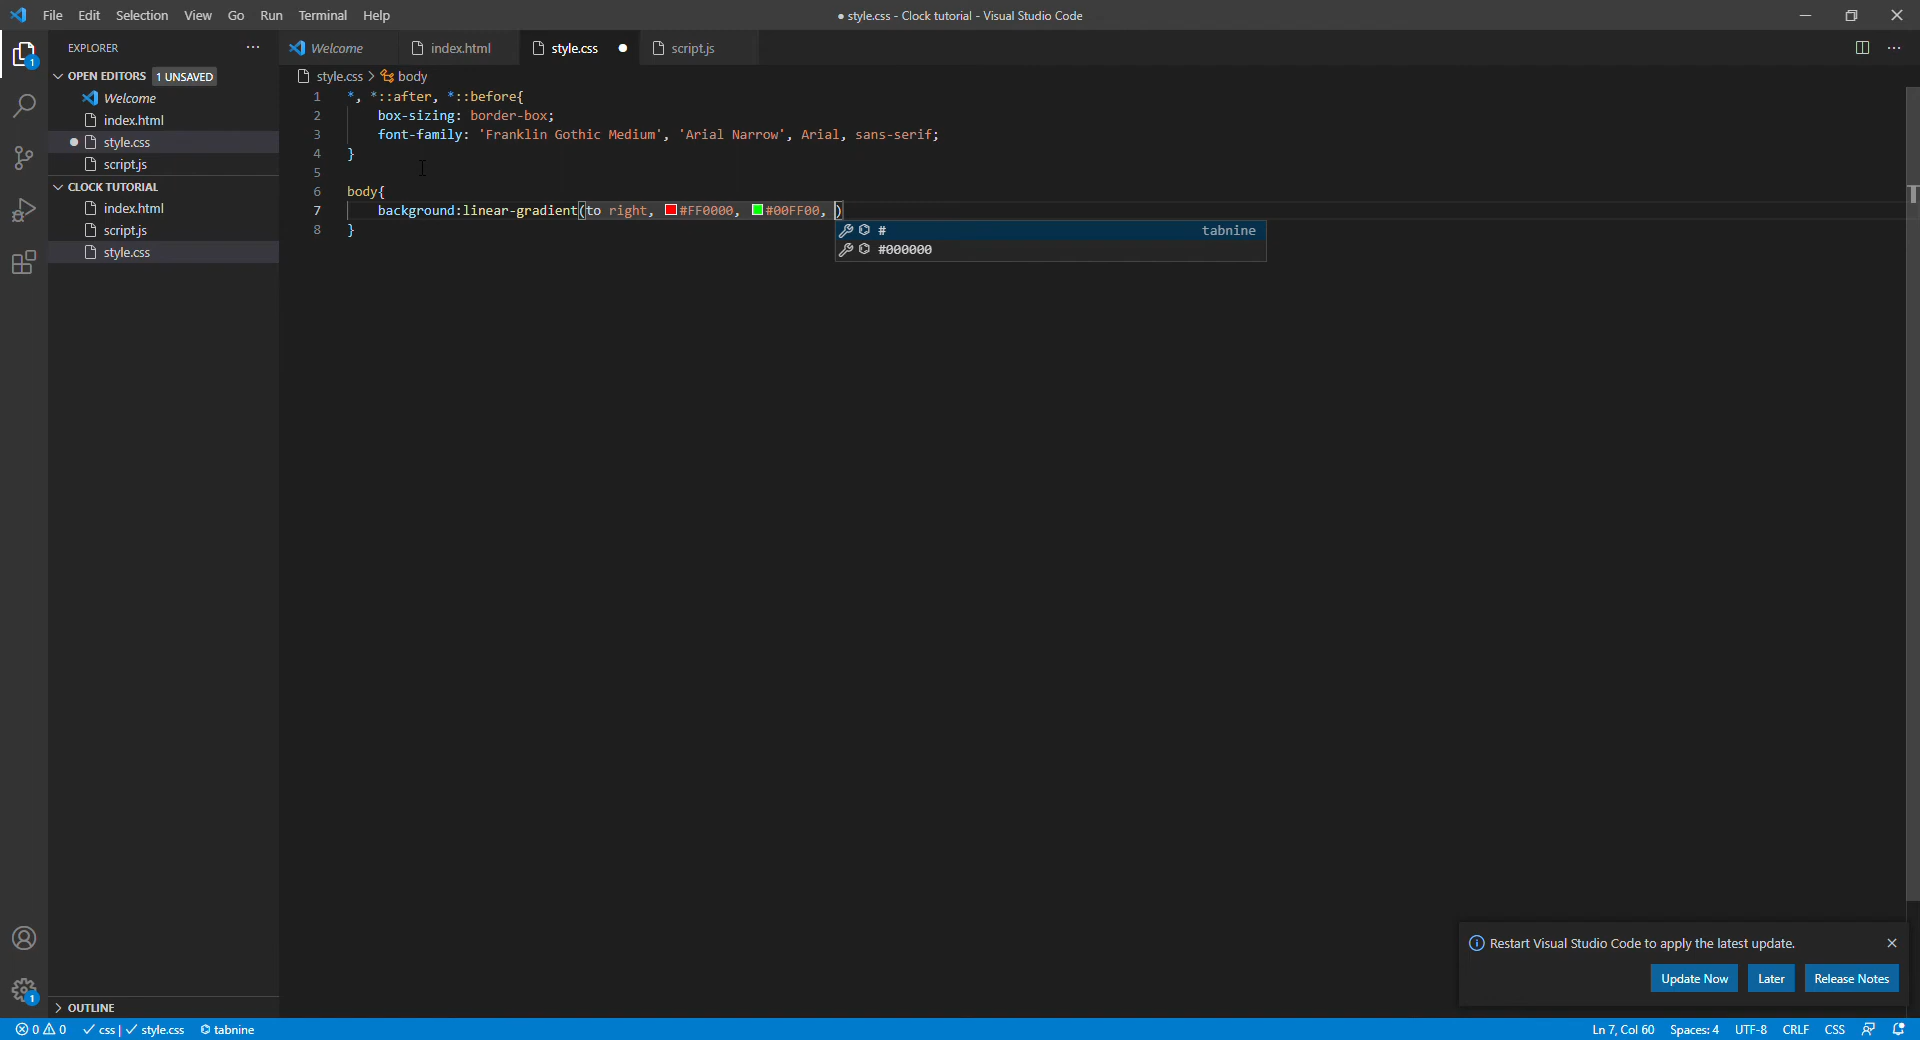 File Edit Selection View Go Run Terminal Help
● style.css - Clock tutorial - Visual Studio Code
EXPLORER
OPEN EDITORS 1 UNSAVED
Welcome
index.html
style.css
script.js
CLOCK TUTORIAL
index.html
script.js
style.css
OUTLINE
Welcome index.html style.css script.js
style.css > body
1 *, *::after, *::before{
2 box-sizing: border-box;
3 font-family: 'Franklin Gothic Medium', 'Arial Narrow', Arial, sans-serif;
4 }
5
6 body{
7 background:linear-gradient(to right, #FF0000, #00FF00, )
8 }
# tabnine
#000000
1
1
Restart Visual Studio Code to apply the latest update.
Update Now Later Release Notes
0 0 css | style.css tabnine
Ln 7, Col 60 Spaces: 4 UTF-8 CRLF CSS